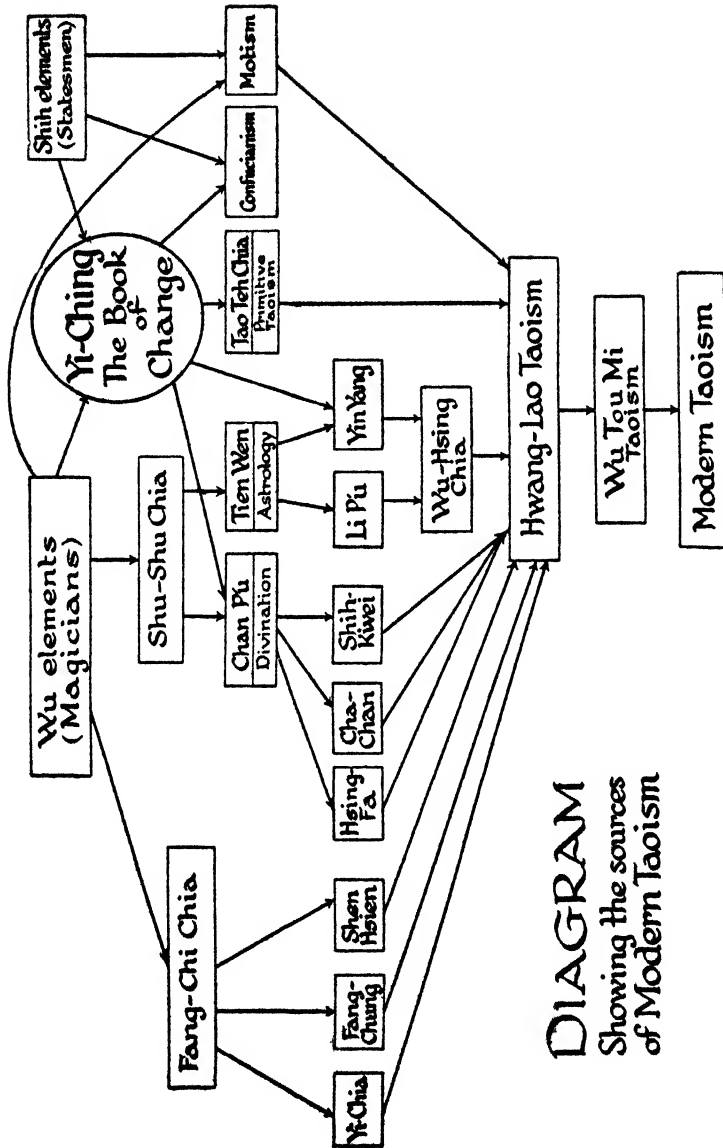 Wu elements
(Magicians)
Shih elements
(Statesmen)
Yi-Ching
The Book
of
Change
Fang-Chi Chia
Shu-Shu Chia
Chan P'u
Divination
Tien Wen
Astrology
Tao Teh Chia
Primitive
Taoism
Confucianism
Motism
Yi-Chia
Fang-
Chung
Shen
Hsien
Hsing-
Fa
Cha-
Chan
Shih-
Kwei
Li P'u
Yin Yang
Wu-Hsing
Chia
Hwang-Lao Taoism
Wu Tou Mi
Taoism
Modern Taoism
DIAGRAM
Showing the sources
of Modern Taoism